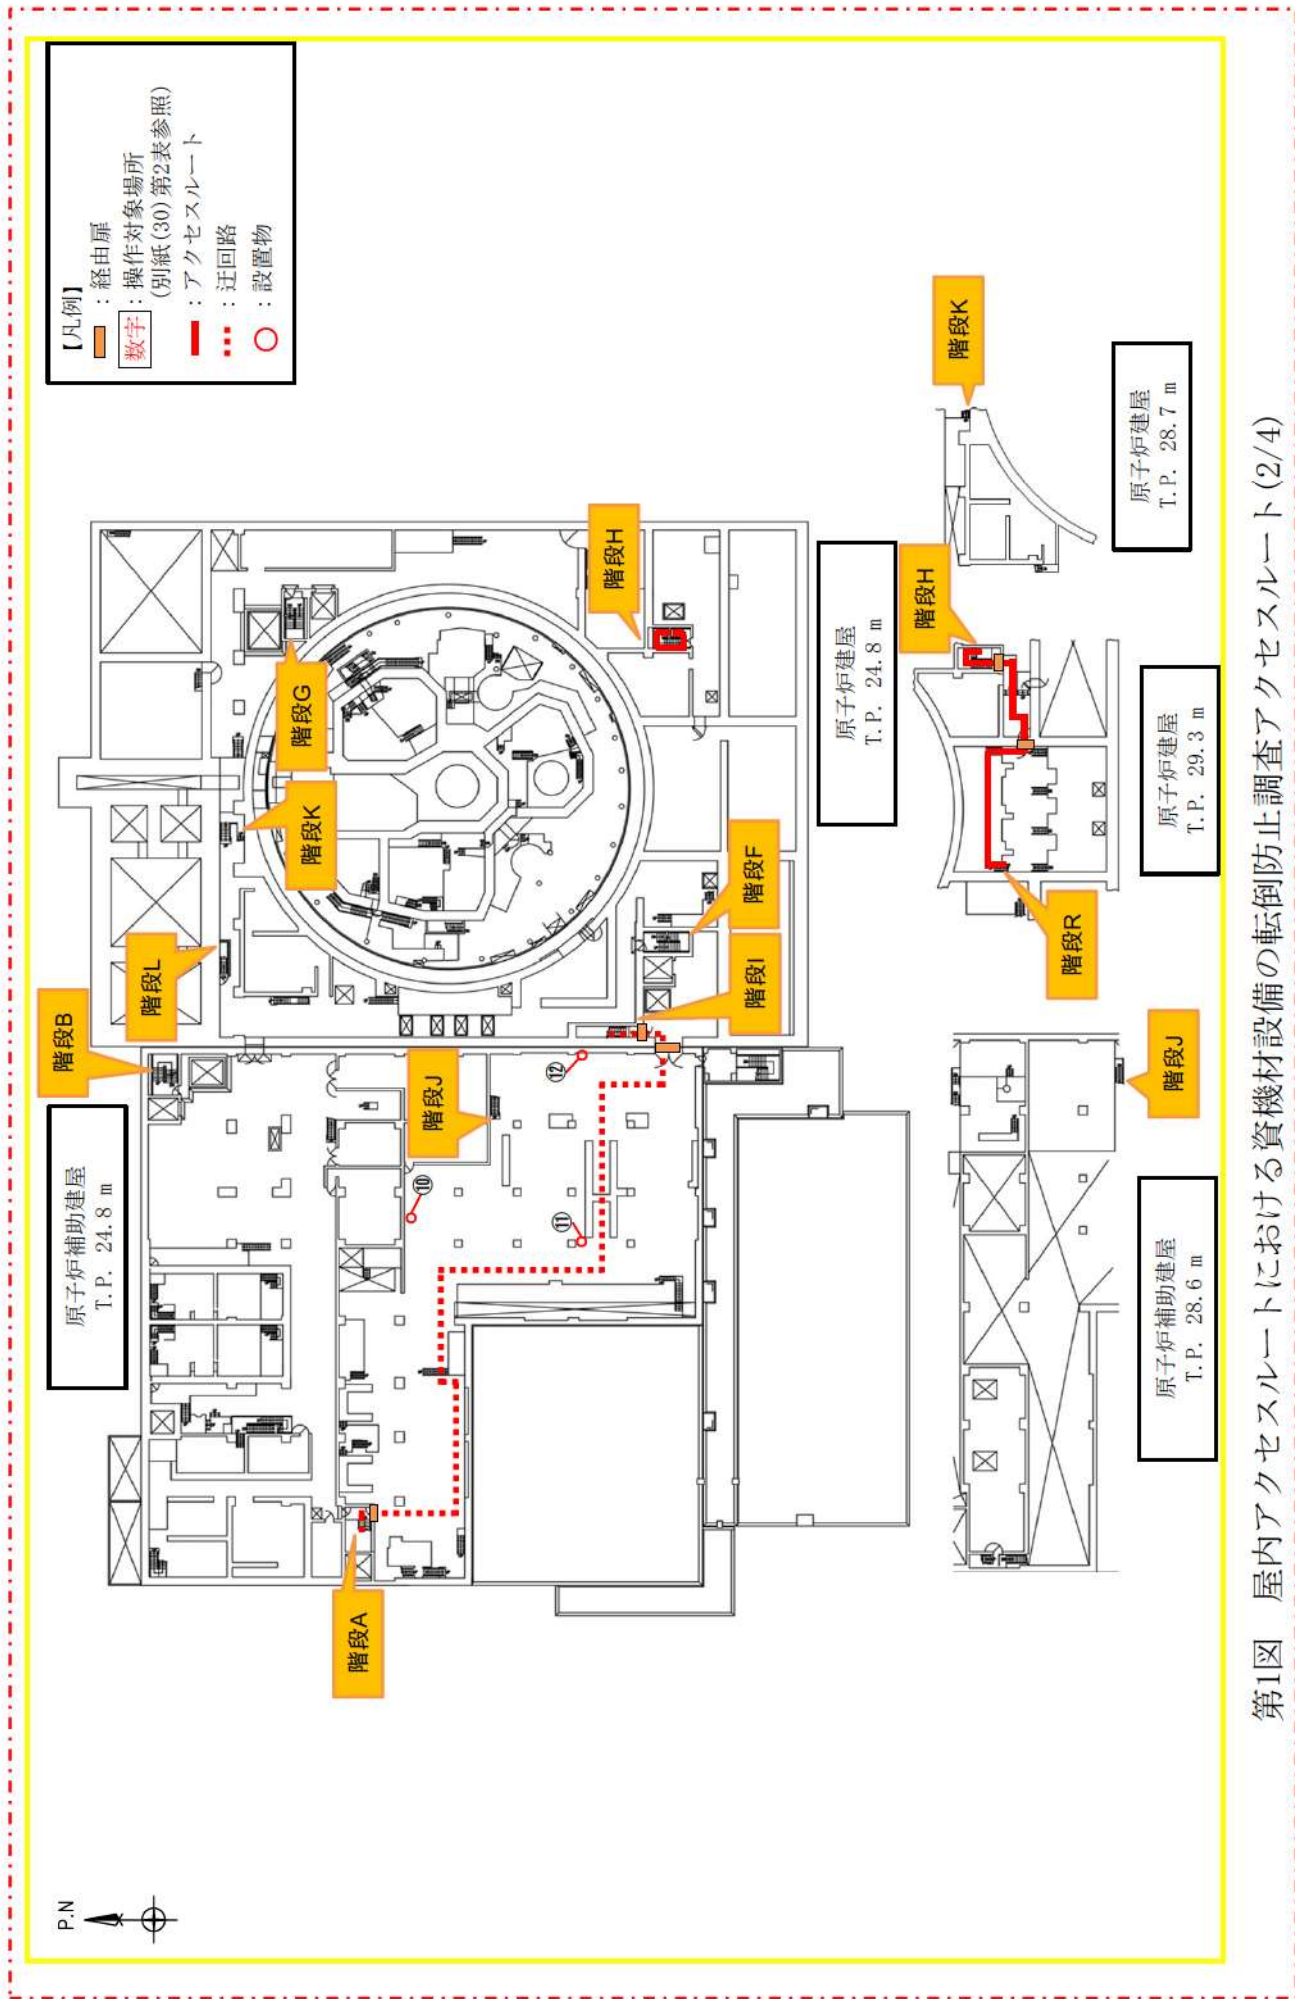 P.N
【凡例】
：経由扉
数字：操作対象場所
(別紙(30)第2表参照)
：アクセスルート
：迂回路
：設置物
原子炉補助建屋
T.P. 24.8 m
階段B
階段L
階段K
階段G
階段A
階段J
階段I
階段F
階段H
⑩
⑪
⑫
原子炉建屋
T.P. 24.8 m
階段J
原子炉補助建屋
T.P. 28.6 m
階段R
階段H
原子炉建屋
T.P. 29.3 m
階段K
原子炉建屋
T.P. 28.7 m
第1図　屋内アクセスルートにおける資機材設備の転倒防止調査アクセスルート(2/4)